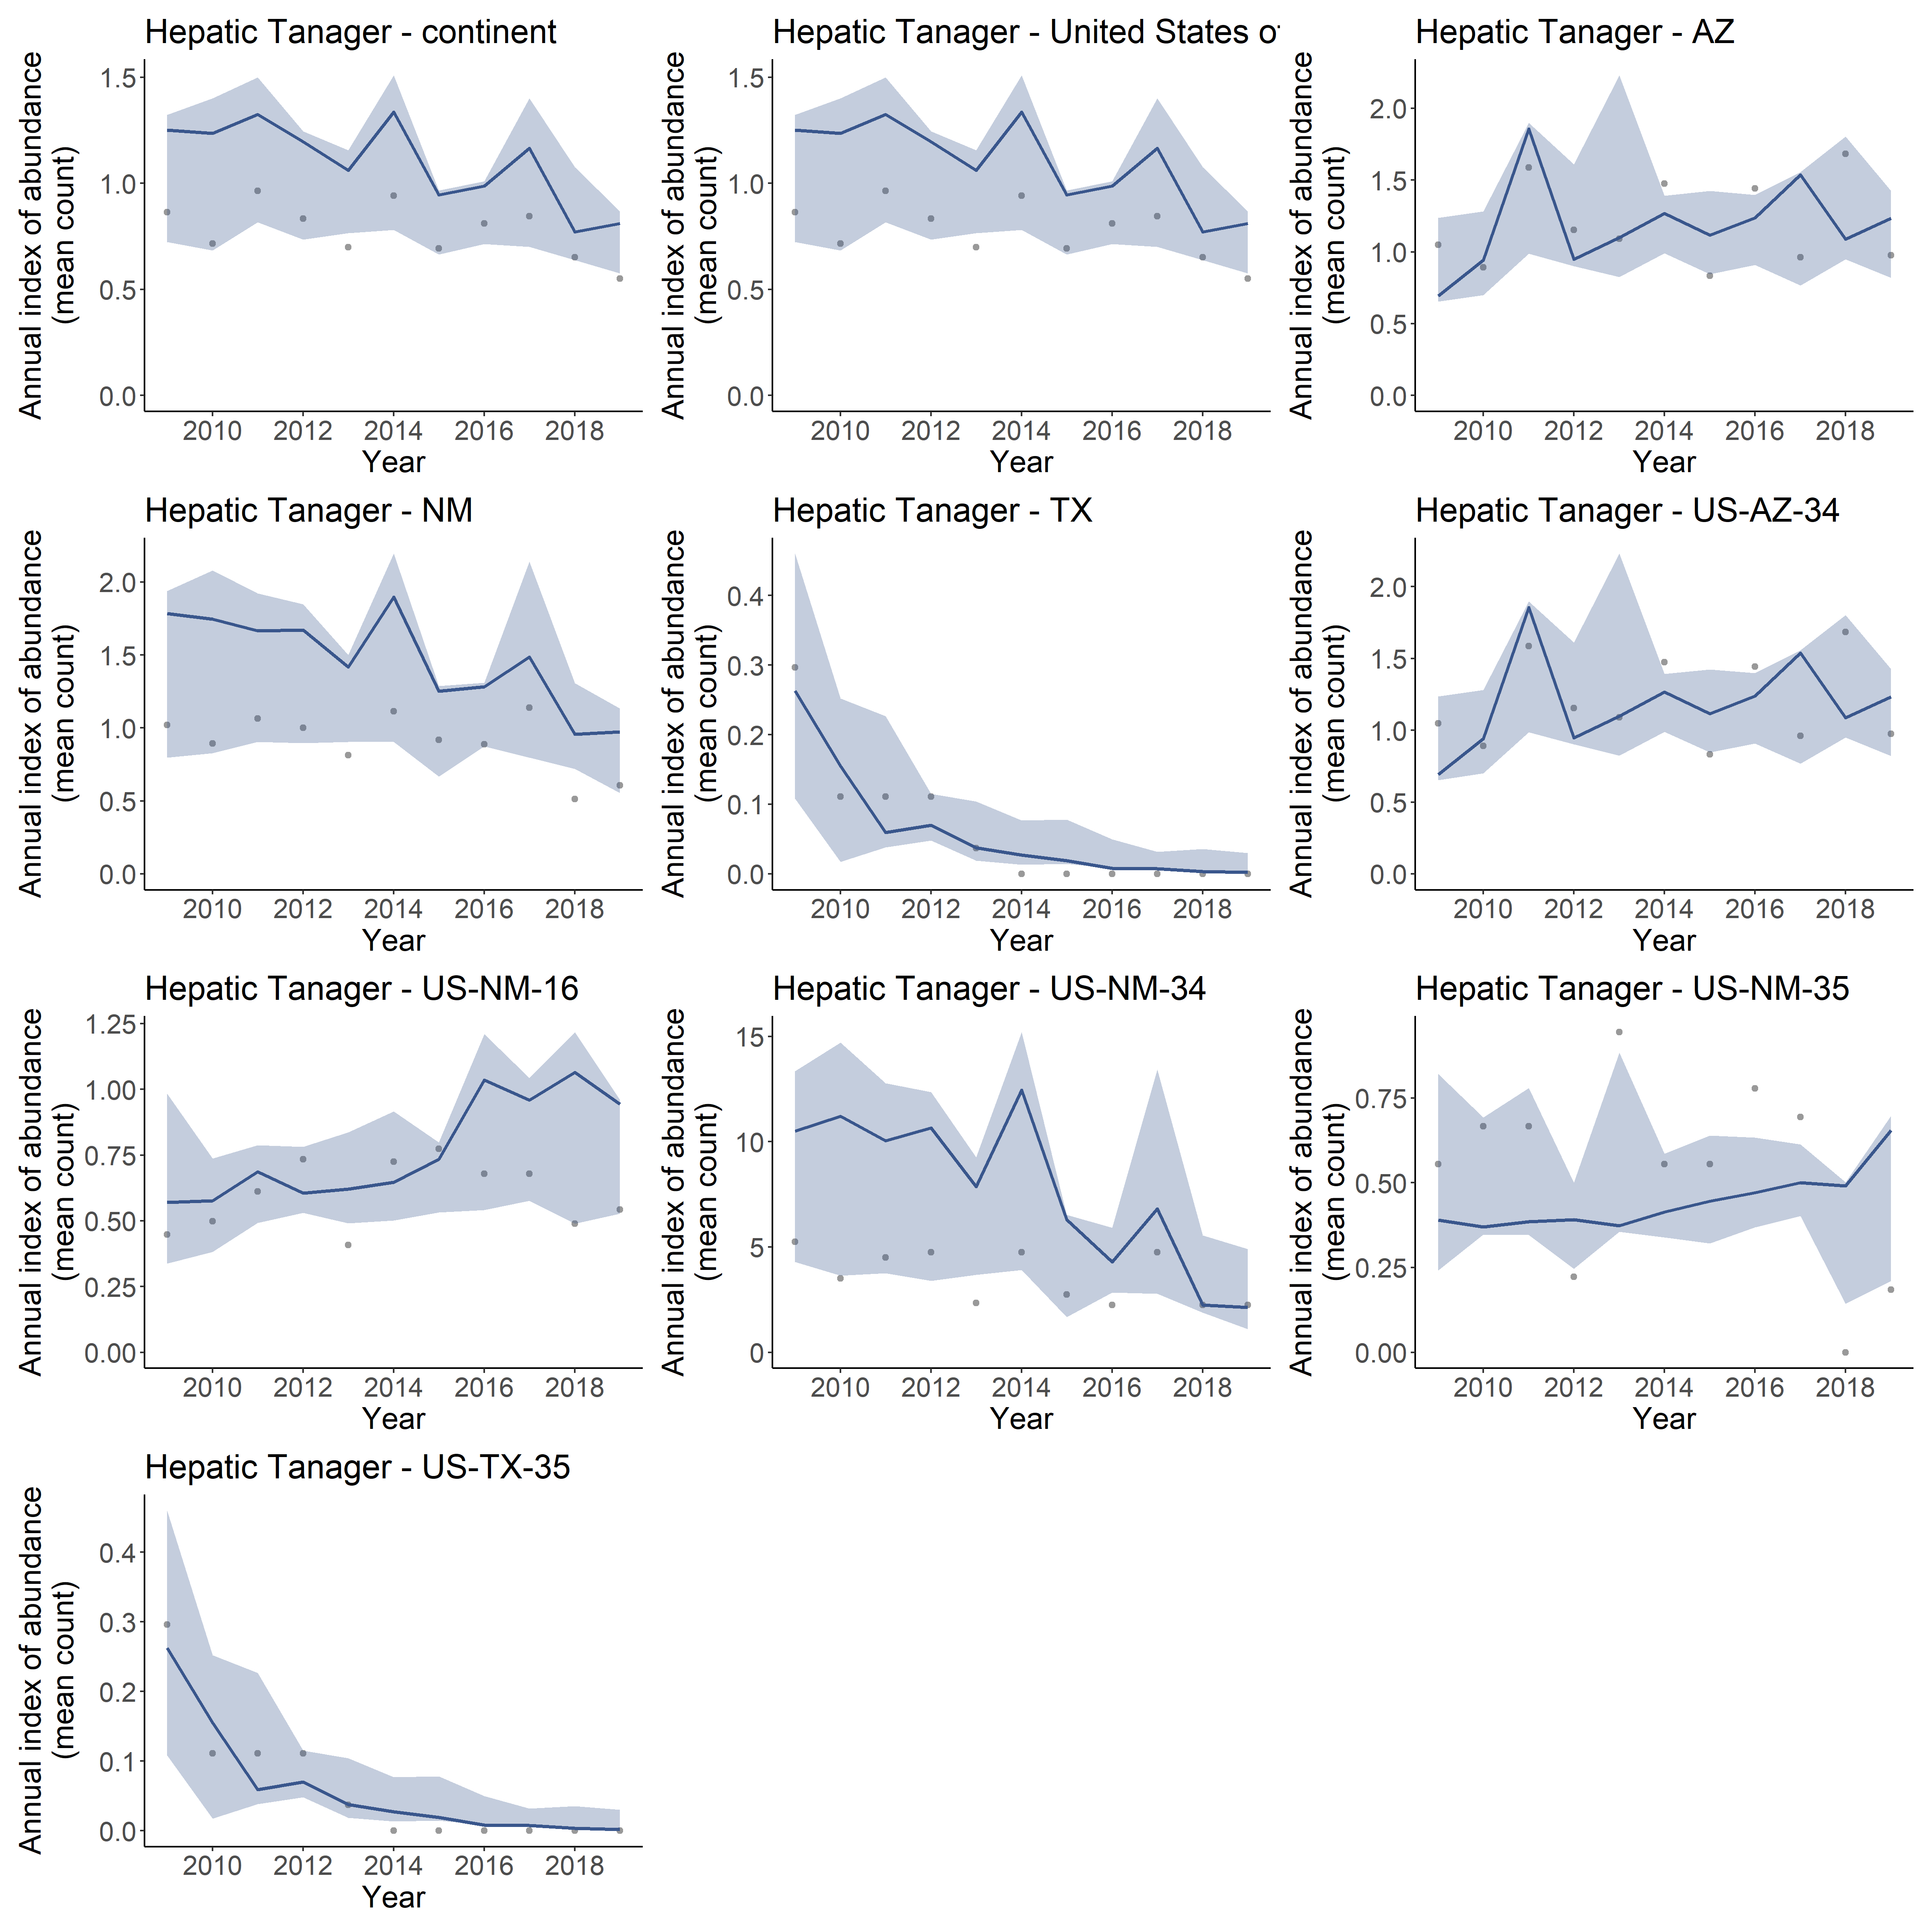 Hepatic Tanager - continent
Annual index of abundance
(mean count)
1.5
1.0
0.5
0.0
2010 2012 2014 2016 2018
Year
Hepatic Tanager - United States of
Annual index of abundance
(mean count)
1.5
1.0
0.5
0.0
2010 2012 2014 2016 2018
Year
Hepatic Tanager - AZ
Annual index of abundance
(mean count)
2.0
1.5
1.0
0.5
0.0
2010 2012 2014 2016 2018
Year
Hepatic Tanager - NM
Annual index of abundance
(mean count)
2.0
1.5
1.0
0.5
0.0
2010 2012 2014 2016 2018
Year
Hepatic Tanager - TX
Annual index of abundance
(mean count)
0.4
0.3
0.2
0.1
0.0
2010 2012 2014 2016 2018
Year
Hepatic Tanager - US-AZ-34
Annual index of abundance
(mean count)
2.0
1.5
1.0
0.5
0.0
2010 2012 2014 2016 2018
Year
Hepatic Tanager - US-NM-16
Annual index of abundance
(mean count)
1.25
1.00
0.75
0.50
0.25
0.00
2010 2012 2014 2016 2018
Year
Hepatic Tanager - US-NM-34
Annual index of abundance
(mean count)
15
10
5
0
2010 2012 2014 2016 2018
Year
Hepatic Tanager - US-NM-35
Annual index of abundance
(mean count)
0.75
0.50
0.25
0.00
2010 2012 2014 2016 2018
Year
Hepatic Tanager - US-TX-35
Annual index of abundance
(mean count)
0.4
0.3
0.2
0.1
0.0
2010 2012 2014 2016 2018
Year